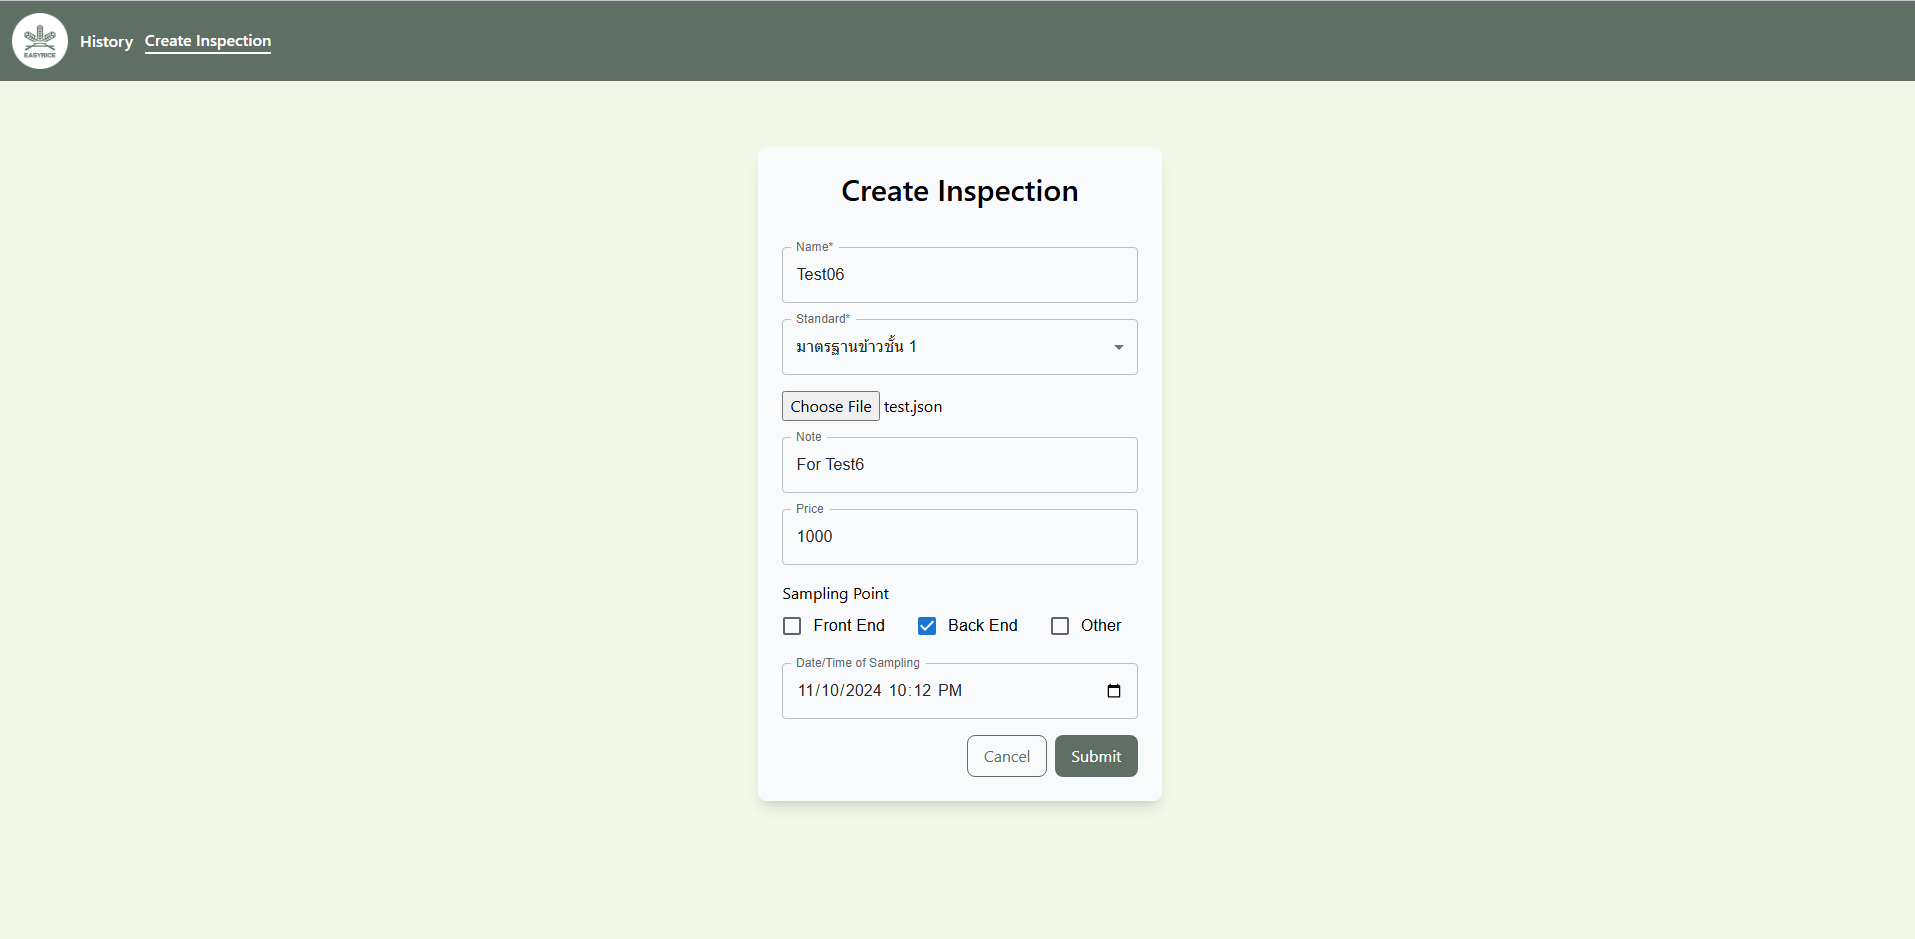 EASYRICE
History
Create Inspection
Create Inspection
Name*
Test06
Standard*
มาตรฐานข้าวชั้น 1
Choose File test.json
Note
For Test6
Price
1000
Sampling Point
Front End
Back End
Other
Date/Time of Sampling
11/10/2024 10:12 PM
Cancel
Submit